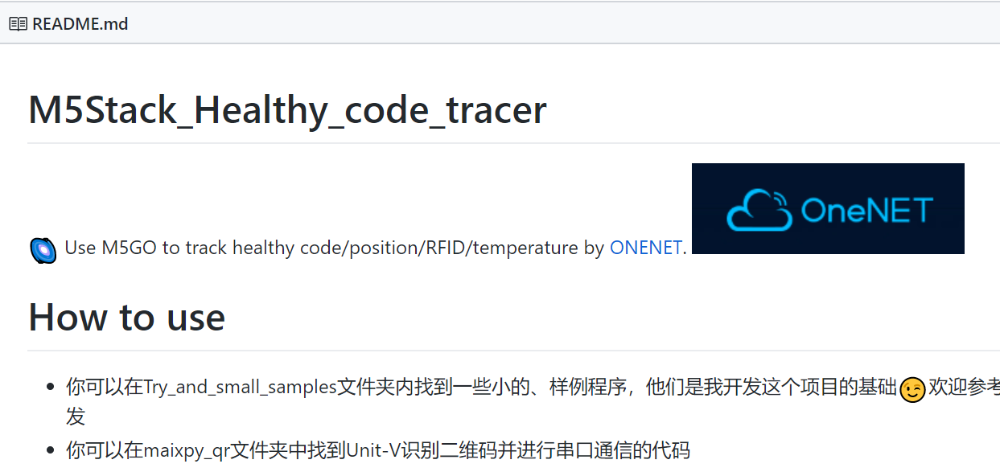 README.md
M5Stack_Healthy_code_tracer
OneNET
Use M5GO to track healthy code/position/RFID/temperature by ONENET.
How to use
你可以在Try_and_small_samples文件夹内找到一些小的、样例程序，他们是我开发这个项目的基础😉欢迎参考
发
你可以在maixpy_qr文件夹中找到Unit-V识别二维码并进行串口通信的代码